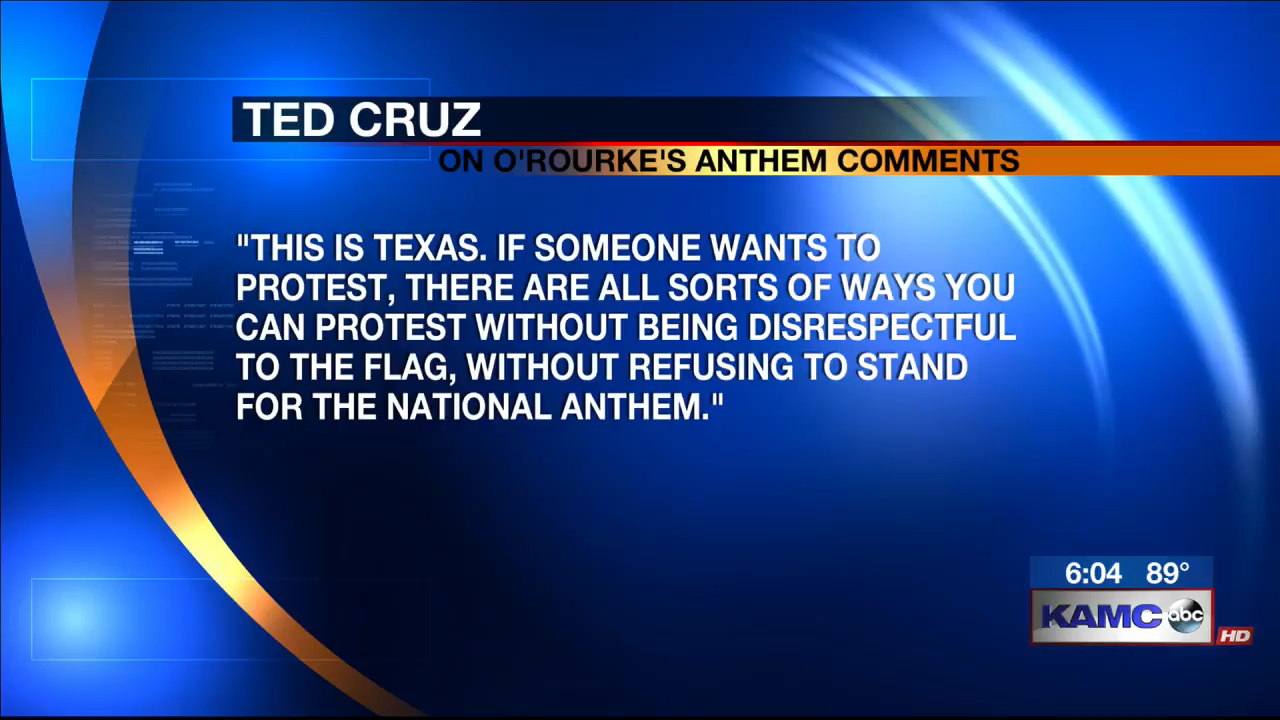 TED CRUZ
ON O'ROURKE'S ANTHEM COMMENTS
"THIS IS TEXAS. IF SOMEONE WANTS TO
PROTEST, THERE ARE ALL SORTS OF WAYS YOU
CAN PROTEST WITHOUT BEING DISRESPECTFUL
TO THE FLAG, WITHOUT REFUSING TO STAND
FOR THE NATIONAL ANTHEM."
6:04 89°
KAMC abc
HD